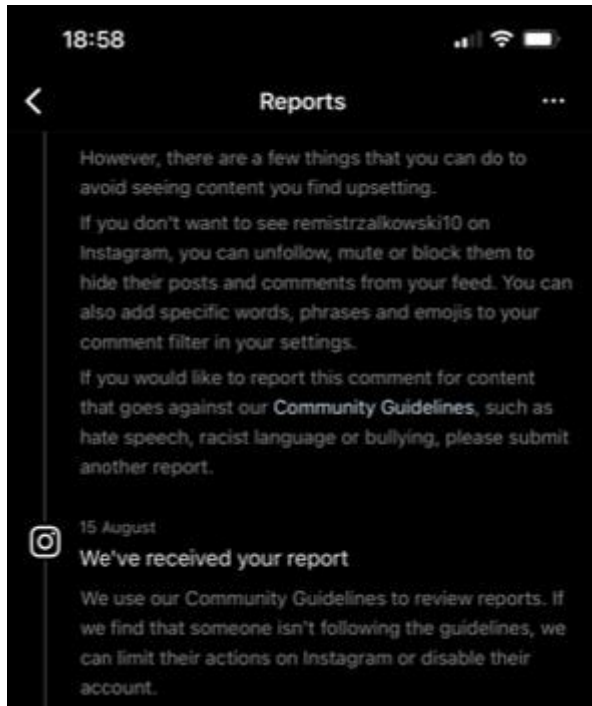 18:58
Reports
However, there are a few things that you can do to
avoid seeing content you find upsetting.
If you don't want to see remistrzalkowski10 on
Instagram, you can unfollow, mute or block them to
hide their posts and comments from your feed. You can
also add specific words, phrases and emojis to your
comment filter in your settings.
If you would like to report this comment for content
that goes against our Community Guidelines, such as
hate speech, racist language or bullying, please submit
another report.
15 August
We've received your report
We use our Community Guidelines to review reports. If
we find that someone isn't following the guidelines, we
can limit their actions on Instagram or disable their
account.